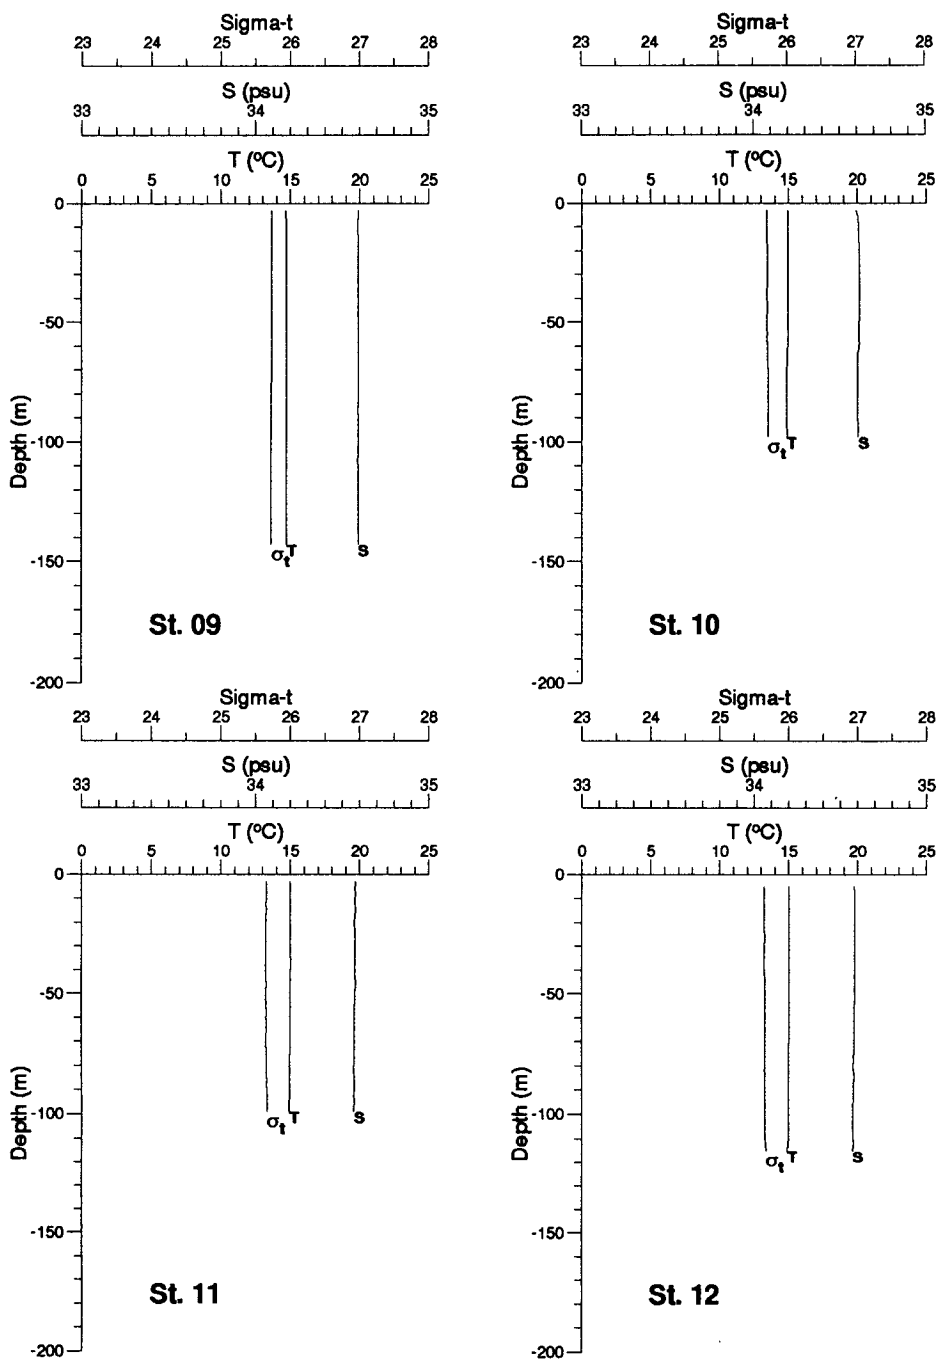 Sigma-t
23 24 25 26 27 28
S (psu)
33 34 35
T (ºC)
0 5 10 15 20 25
0
-50
-100
-150
-200
Depth (m)
σt T S
St. 09
Sigma-t
23 24 25 26 27 28
S (psu)
33 34 35
T (ºC)
0 5 10 15 20 25
0
-50
-100
-150
-200
Depth (m)
σt T S
St. 10
Sigma-t
23 24 25 26 27 28
S (psu)
33 34 35
T (ºC)
0 5 10 15 20 25
0
-50
-100
-150
-200
Depth (m)
σt T S
St. 11
Sigma-t
23 24 25 26 27 28
S (psu)
33 34 35
T (ºC)
0 5 10 15 20 25
0
-50
-100
-150
-200
Depth (m)
σt T S
St. 12